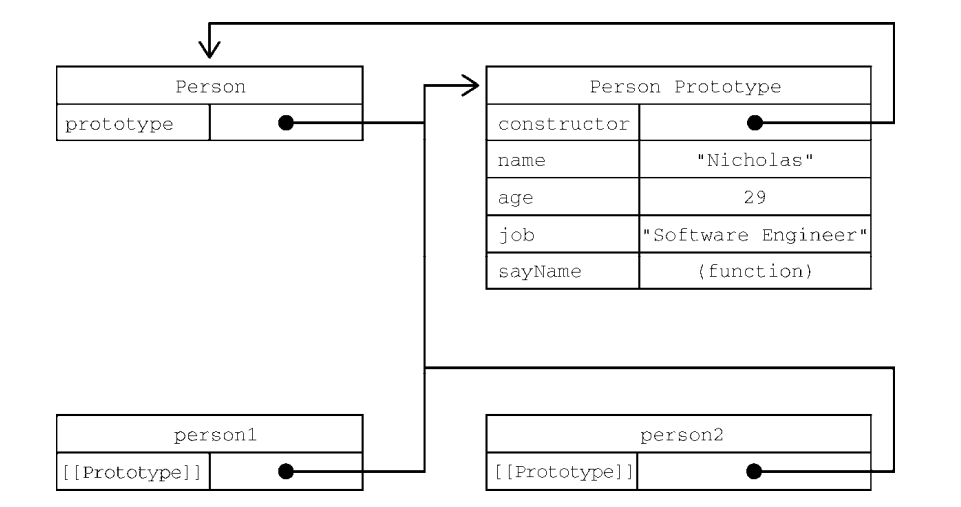 Person
prototype
Person Prototype
constructor
name "Nicholas"
age 29
job "Software Engineer"
sayName (function)
person1
[[Prototype]]
person2
[[Prototype]]